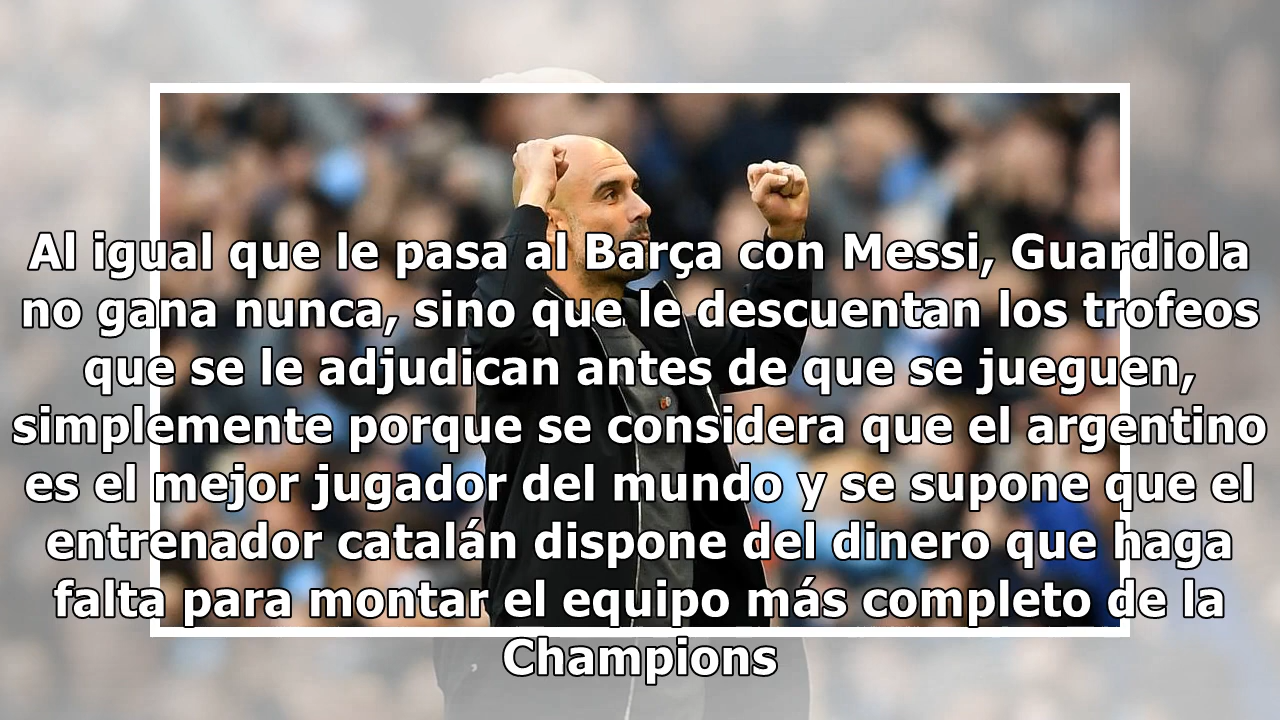 Al igual que le pasa al Barça con Messi, Guardiola
no gana nunca, sino que le descuentan los trofeos
que se le adjudican antes de que se jueguen,
simplemente porque se considera que el argentino
es el mejor jugador del mundo y se supone que el
entrenador catalán dispone del dinero que haga
falta para montar el equipo más completo de la
Champions